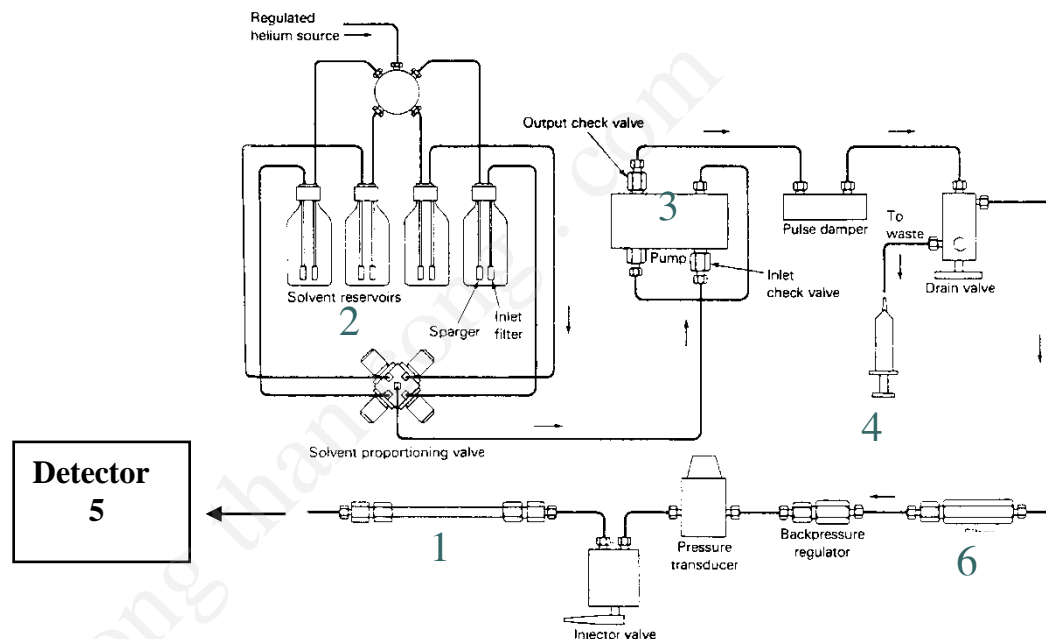 Regulated
helium source
Output check valve
3
Pump
Inlet
check valve
Pulse damper
To
waste
Drain valve
4
Solvent reservoirs
2
Sparger
Inlet
filter
Solvent proportioning valve
Detector
5
1
Injector valve
Pressure
transducer
Backpressure
regulator
6